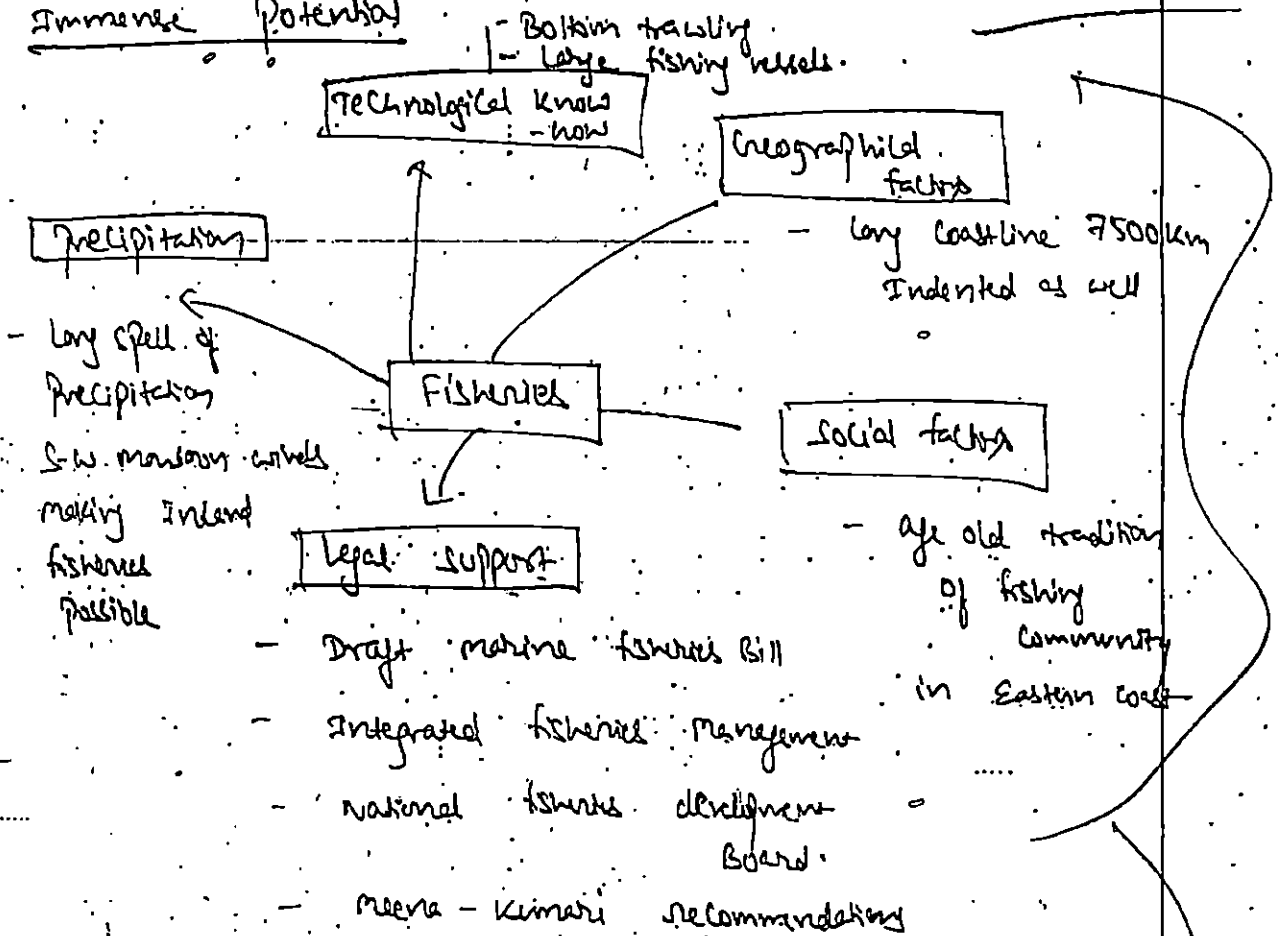 Immense Potential
- Bottom trawling.
- Large fishing vessels.
Technological know
-how
Geographical
factors
- Long coastline 7500 km
Indented as well
Precipitation
- Long spell of
Precipitation
S-W. monsoon winds
making Inland
fisheries
possible
Fisheries
Social factors
- age old tradition
of fishing
community
in Eastern coast
Legal support
- Draft marine fisheries Bill
- Integrated fisheries Management
- National fisheries development
Board.
- Meena - Kumari recommendations